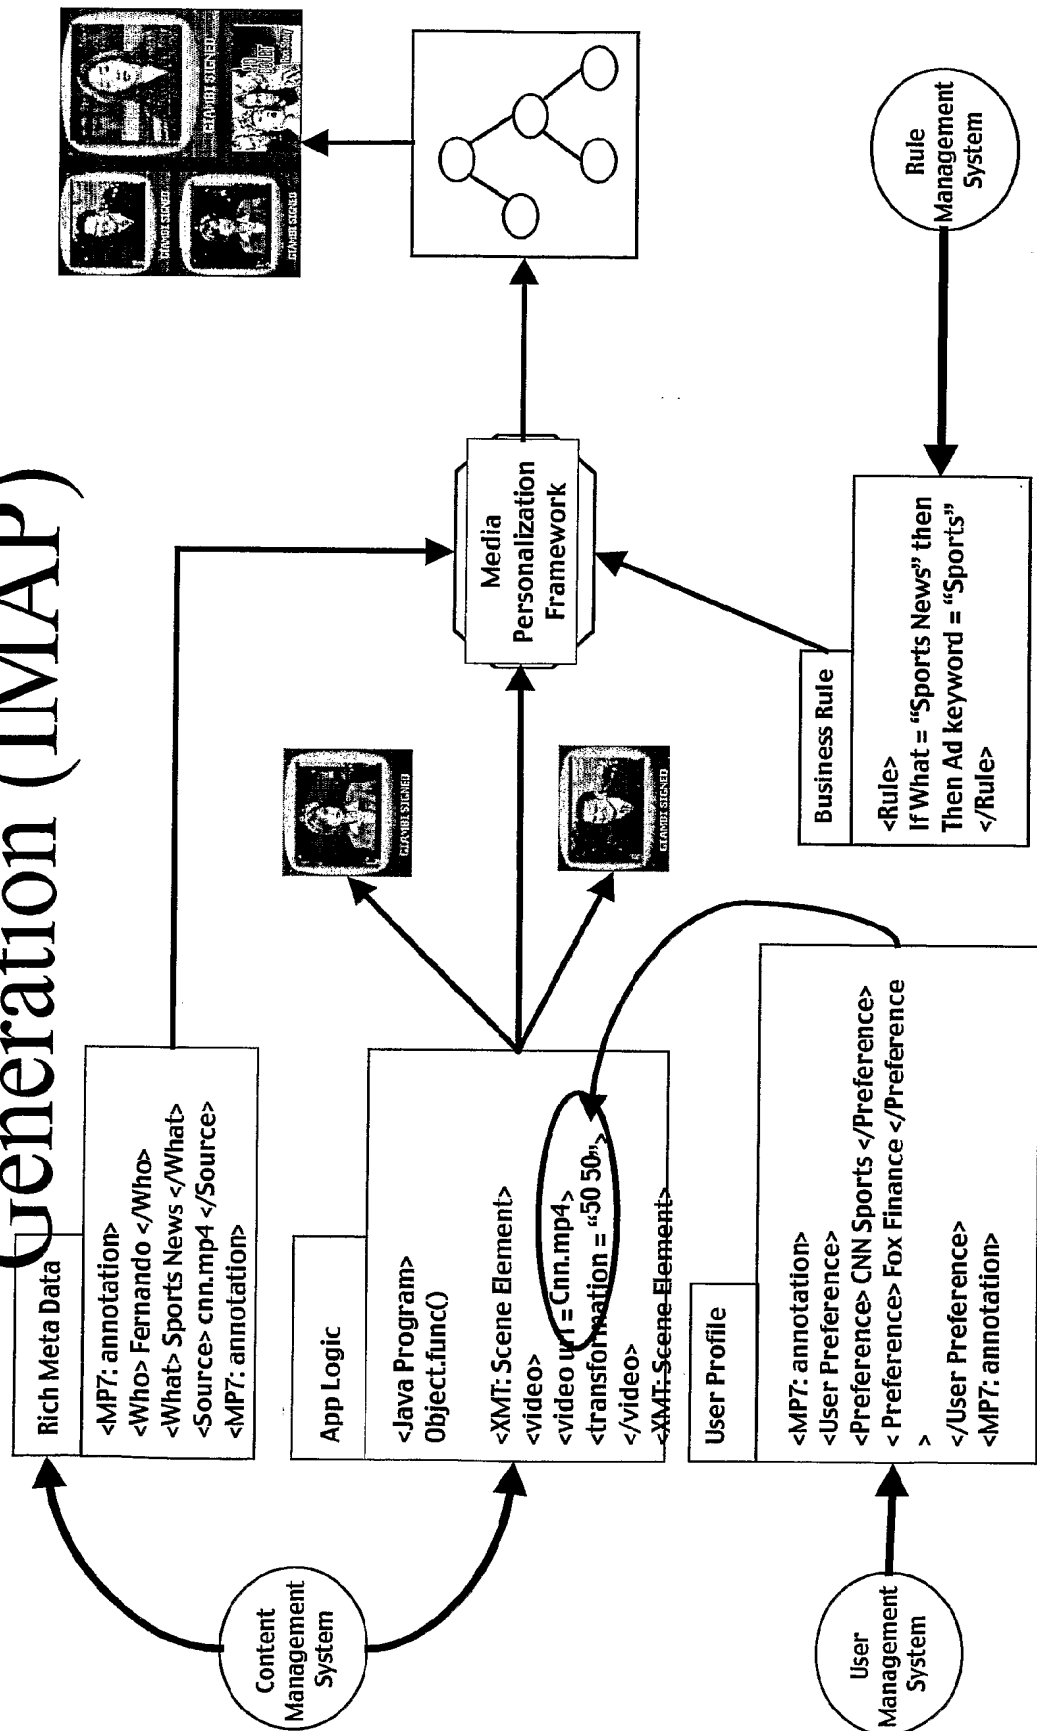 Generation (IMAP)
Rich Meta Data
<MP7: annotation>
<Who> Fernando </Who>
<What> Sports News </What>
<Source> cnn.mp4 </Source>
<MP7: annotation>
Content
Management
System
App Logic
<Java Program>
Object.func()
<XMT: Scene Element>
<video>
<video url = Cnn.mp4>
<transformation = “50 50”>
</video>
<XMT: Scene Element>
User Profile
<MP7: annotation>
<User Preference>
<Preference> CNN Sports </Preference>
< Preference> Fox Finance </Preference
>
</User Preference>
<MP7: annotation>
User
Management
System
Media
Personalization
Framework
Business Rule
<Rule>
If What = “Sports News” then
Then Ad keyword = “Sports”
</Rule>
Rule
Management
System